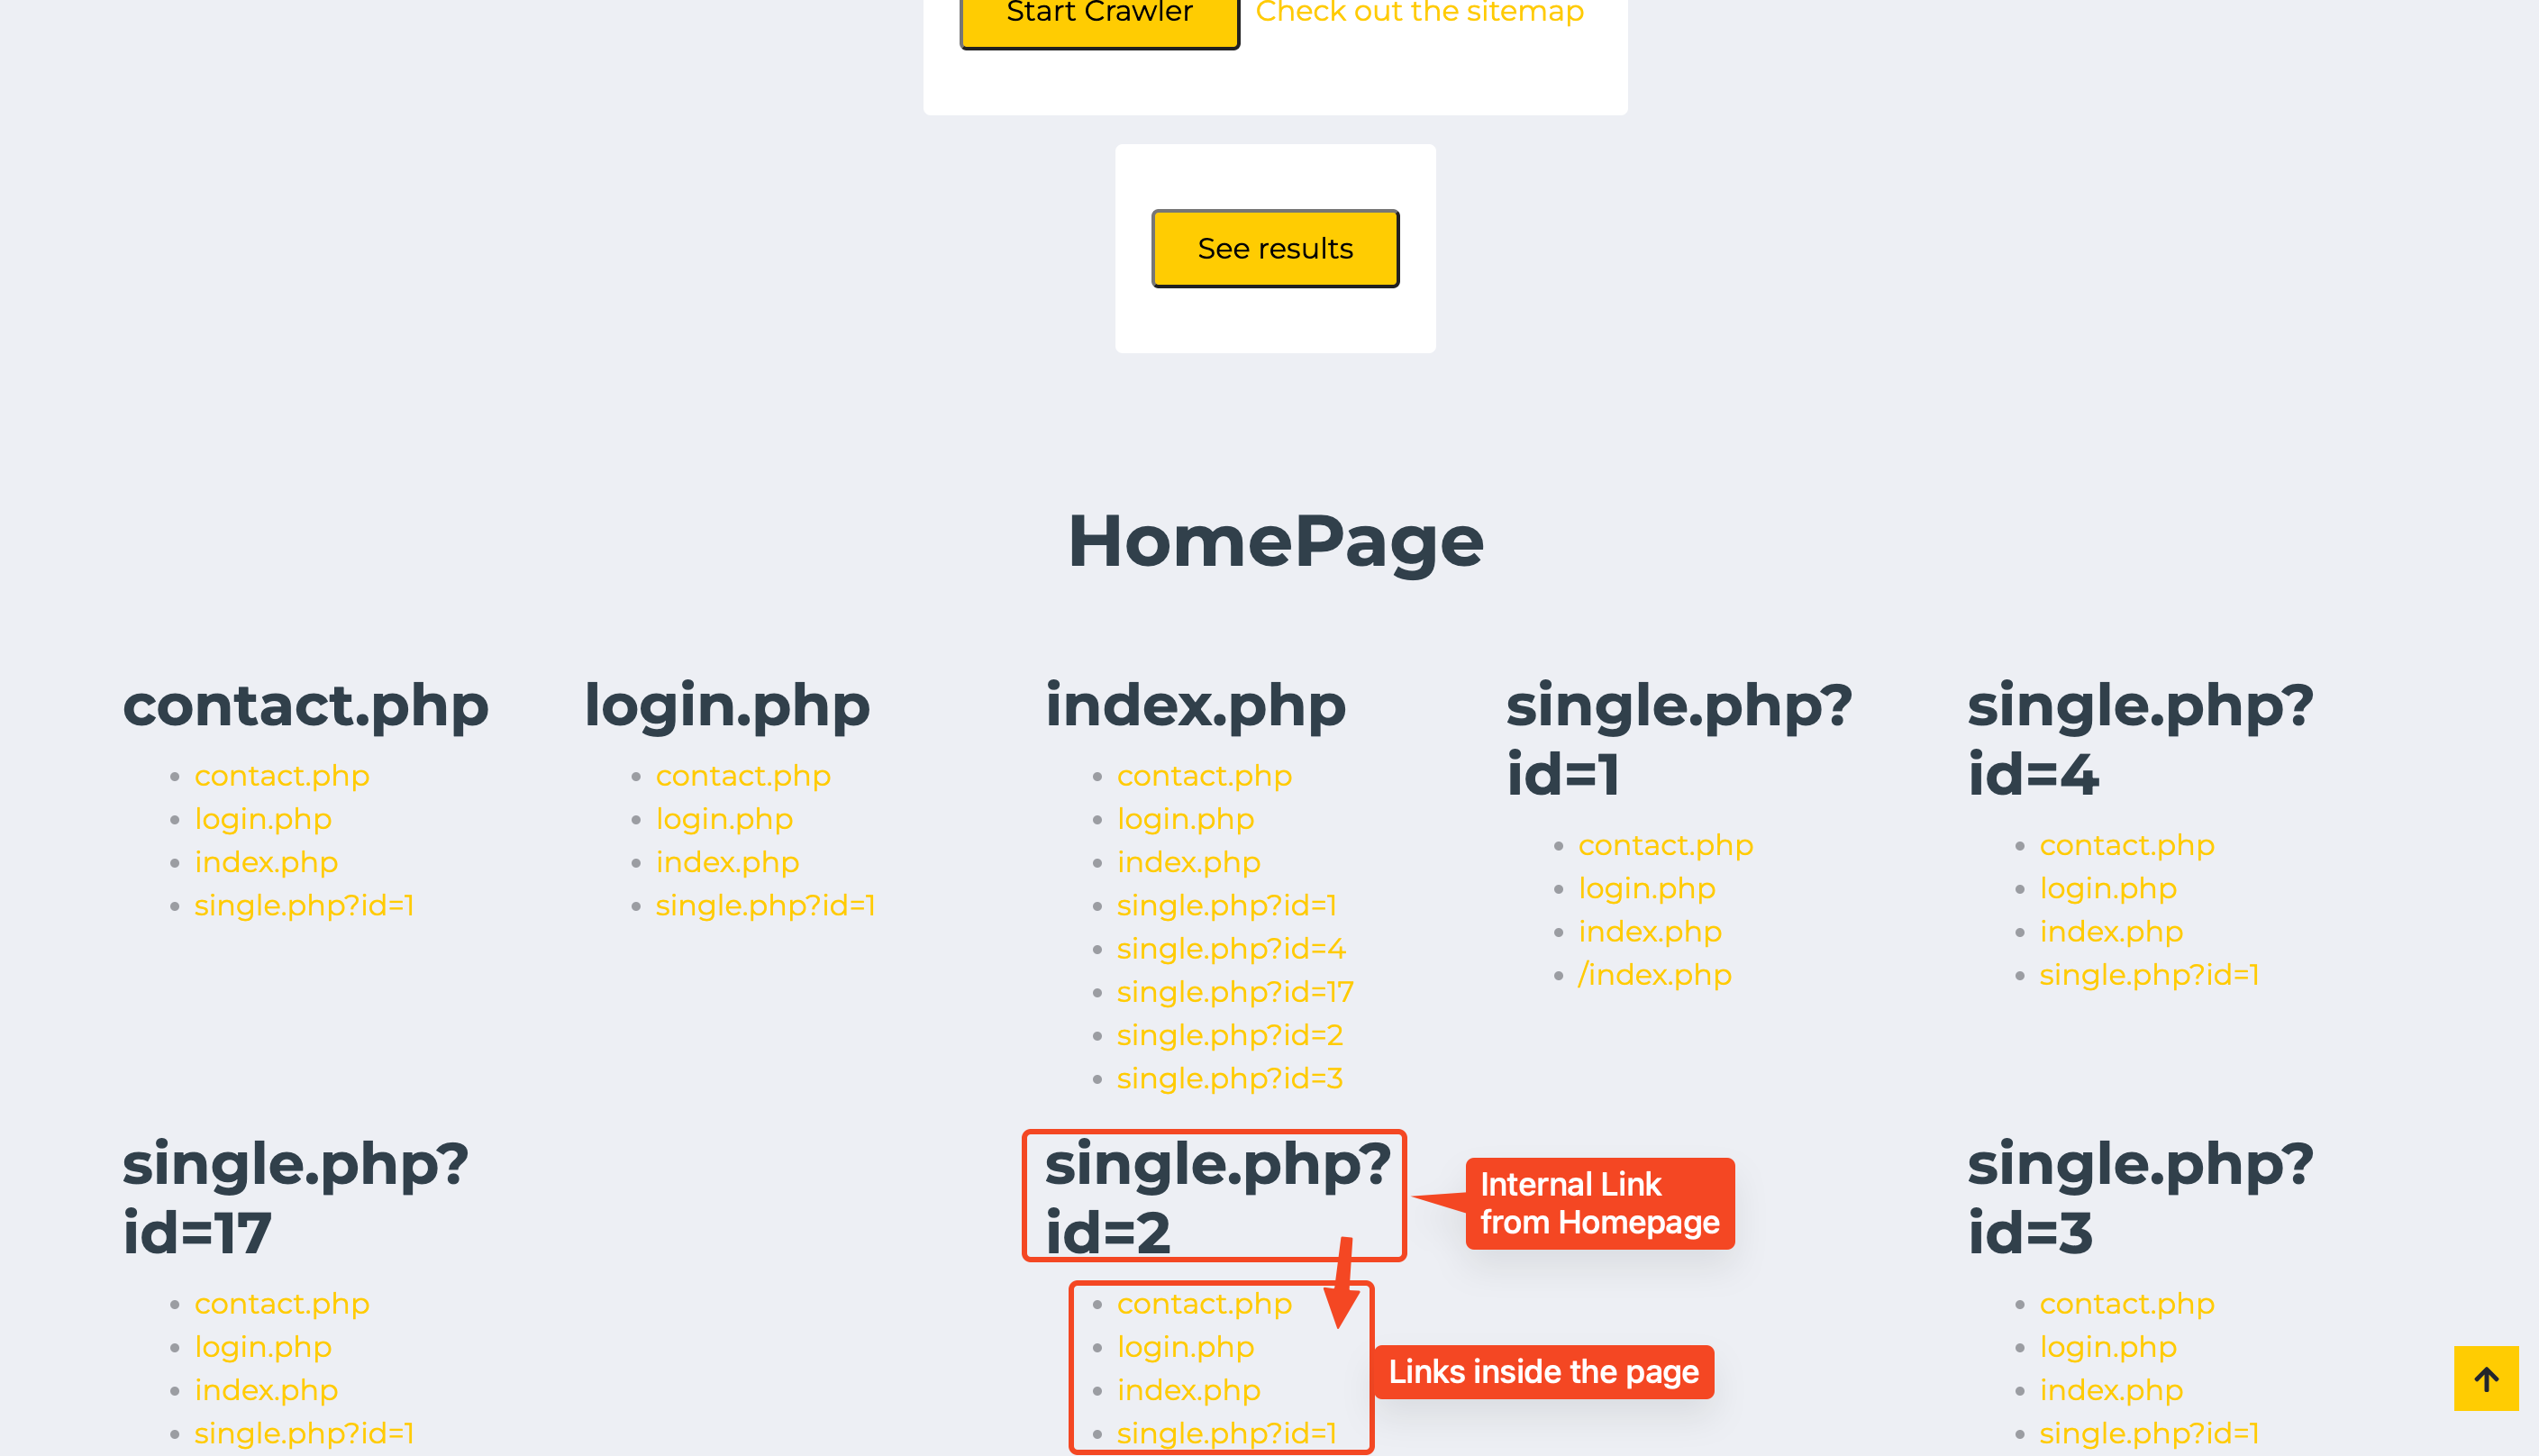 Start Crawler
Check out the sitemap
See results
HomePage
contact.php
contact.php
login.php
index.php
single.php?id=1
login.php
contact.php
login.php
index.php
single.php?id=1
index.php
contact.php
login.php
index.php
single.php?id=1
single.php?id=4
single.php?id=17
single.php?id=2
single.php?id=3
single.php?
id=1
contact.php
login.php
index.php
/index.php
single.php?
id=4
contact.php
login.php
index.php
single.php?id=1
single.php?
id=17
contact.php
login.php
index.php
single.php?id=1
single.php?
id=2
Internal Link
from Homepage
contact.php
login.php
index.php
single.php?id=1
Links inside the page
single.php?
id=3
contact.php
login.php
index.php
single.php?id=1